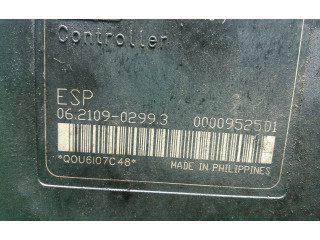 Controller
ESP
06.2109-0299.3 00009525D1
*QOU6107C48* MADE IN PHILIPPINES